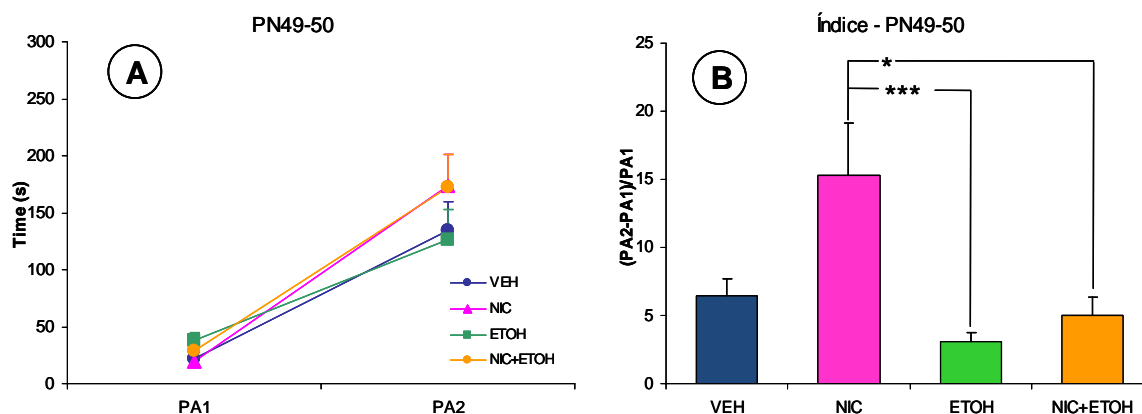 PN49-50
A
Time (s)
300
250
200
150
100
50
0
PA1
PA2
VEH
NIC
ETOH
NIC+ETOH
Índice - PN49-50
B
(PA2-PA1)/PA1
25
20
15
10
5
0
*
***
VEH
NIC
ETOH
NIC+ETOH